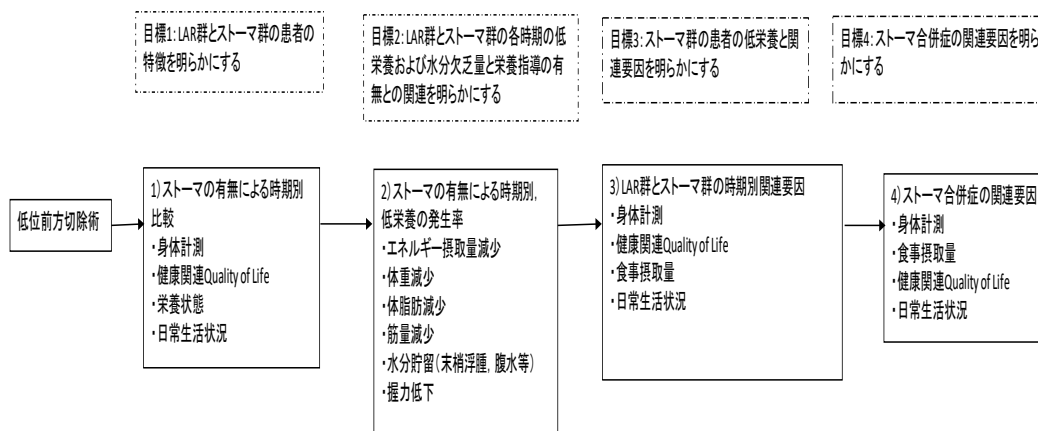 目標1: LAR群とストーマ群の患者の
特徴を明らかにする
目標2: LAR群とストーマ群の各時期の低
栄養および水分欠乏量と栄養指導の有
無との関連を明らかにする
目標3: ストーマ群の患者の低栄養と関
連要因を明らかにする
目標4: ストーマ合併症の関連要因を明ら
かにする
低位前方切除術
1) ストーマの有無による時期別
比較
・身体計測
・健康関連Quality of Life
・栄養状態
・日常生活状況
2) ストーマの有無による時期別,
低栄養の発生率
・エネルギー摂取量減少
・体重減少
・体脂肪減少
・筋量減少
・水分貯留(末梢浮腫, 腹水等)
・握力低下
3) LAR群とストーマ群の時期別関連要因
・身体計測
・健康関連Quality of Life
・食事摂取量
・日常生活状況
4) ストーマ合併症の関連要因
・身体計測
・食事摂取量
・健康関連Quality of Life
・日常生活状況